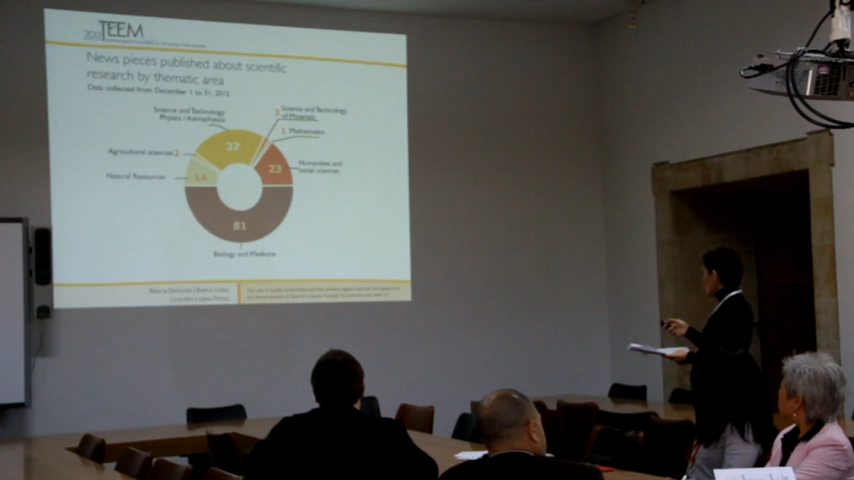 2013 TEEM
News pieces published about scientific
research by thematic area
Data collected from December 1 to 31, 2012
Science and Technology
Physics / Astrophysics
37
3 Science and Technology
of Materials
1 Mathematics
Agricultural sciences 2
23 Humanities and
social sciences
Natural Resources 14
81
Biology and Medicine